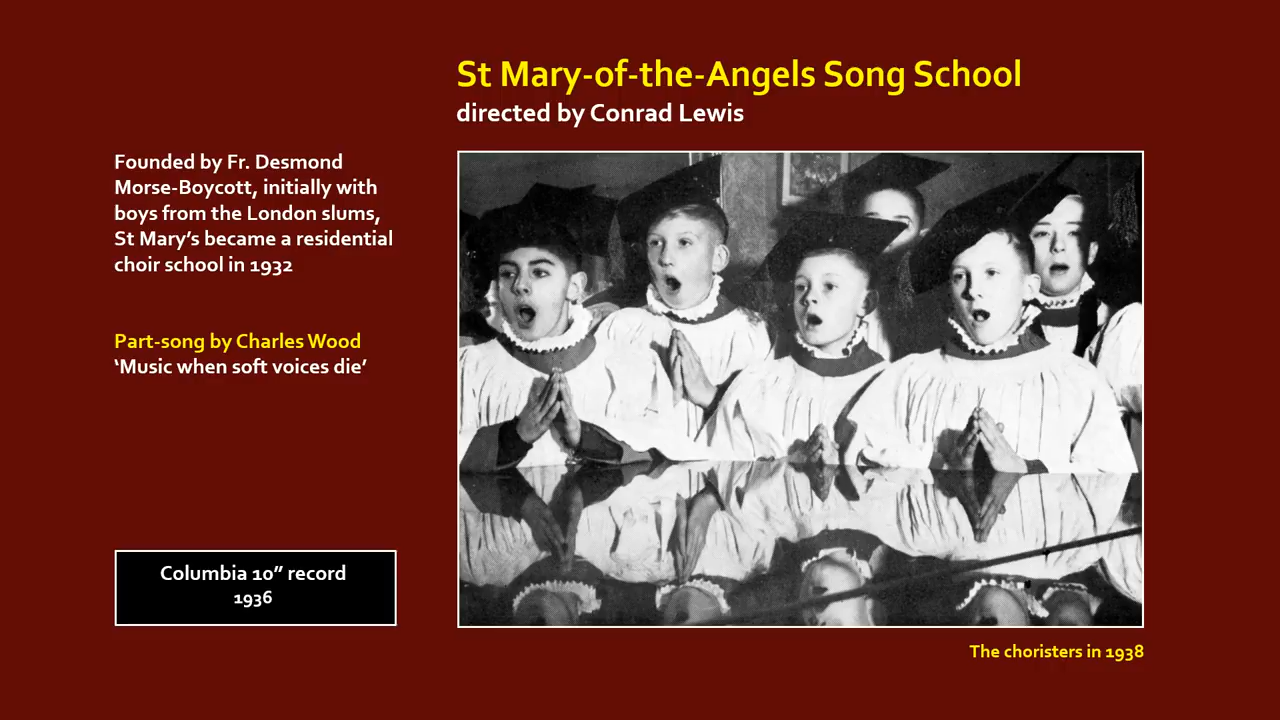 St Mary-of-the-Angels Song School
directed by Conrad Lewis
Founded by Fr. Desmond
Morse-Boycott, initially with
boys from the London slums,
St Mary’s became a residential
choir school in 1932
Part-song by Charles Wood
‘Music when soft voices die’
Columbia 10” record
1936
The choristers in 1938